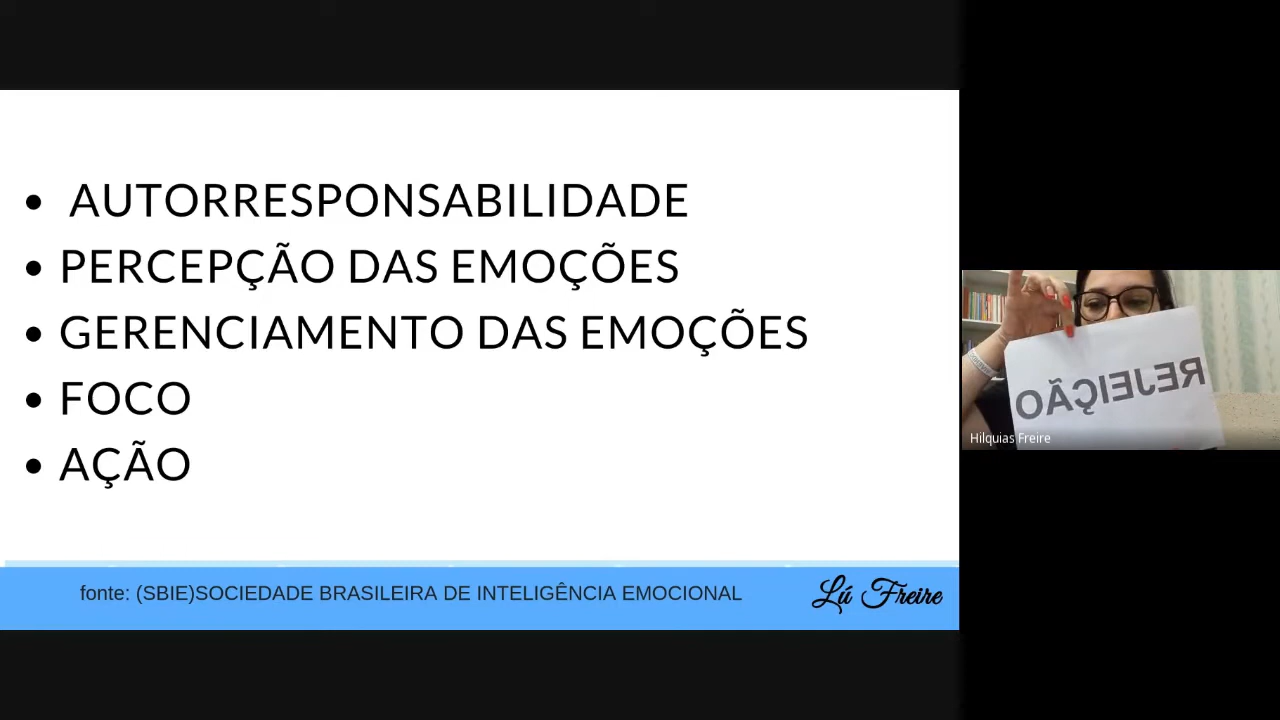 • AUTORRESPONSABILIDADE
• PERCEPÇÃO DAS EMOÇÕES
• GERENCIAMENTO DAS EMOÇÕES
• FOCO
• AÇÃO
fonte: (SBIE)SOCIEDADE BRASILEIRA DE INTELIGÊNCIA EMOCIONAL
Lú Freire
REJEIÇÃO
Hilquias Freire